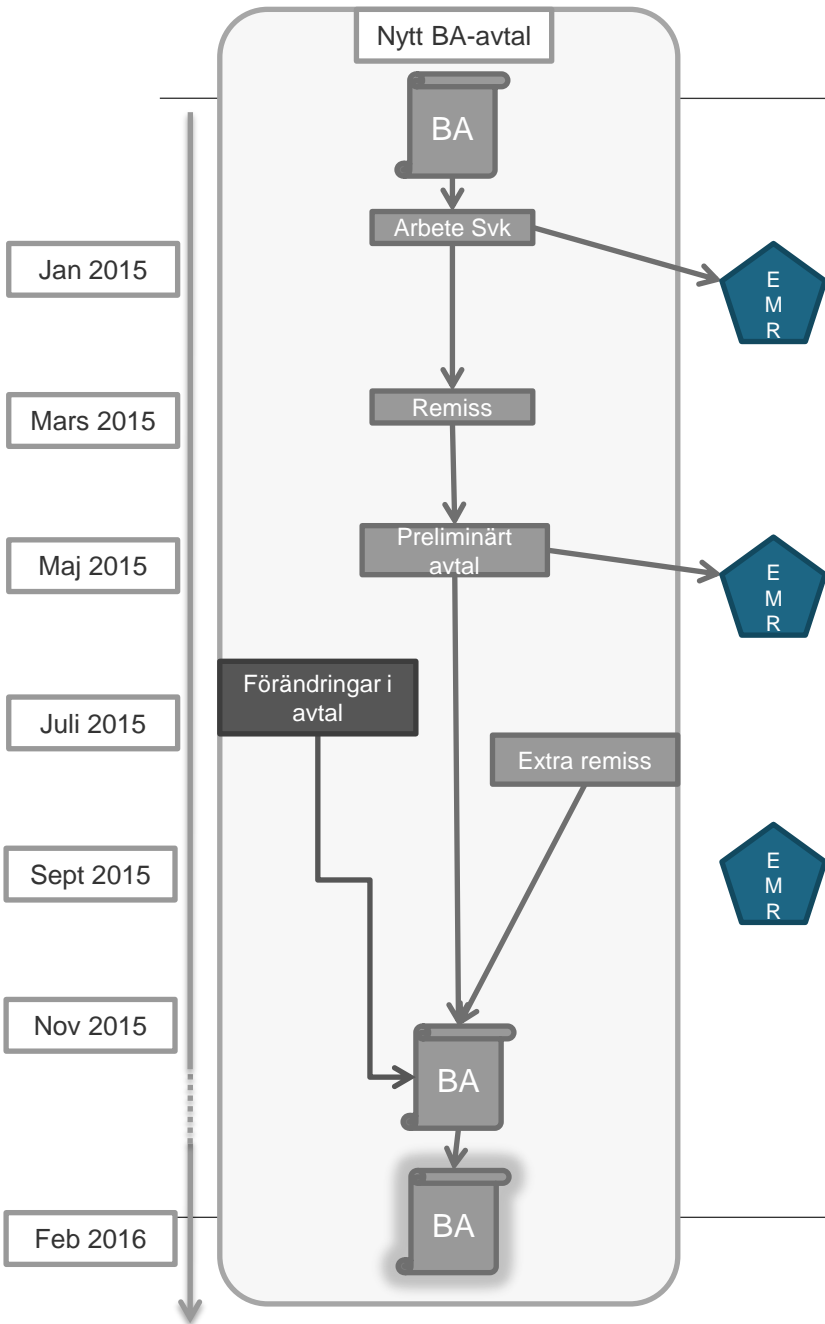 Nytt BA-avtal
BA
Arbete Svk
Jan 2015
E
M
R
Mars 2015
Remiss
Preliminärt
avtal
Maj 2015
E
M
R
Förändringar i
avtal
Juli 2015
Extra remiss
Sept 2015
E
M
R
Nov 2015
BA
BA
Feb 2016